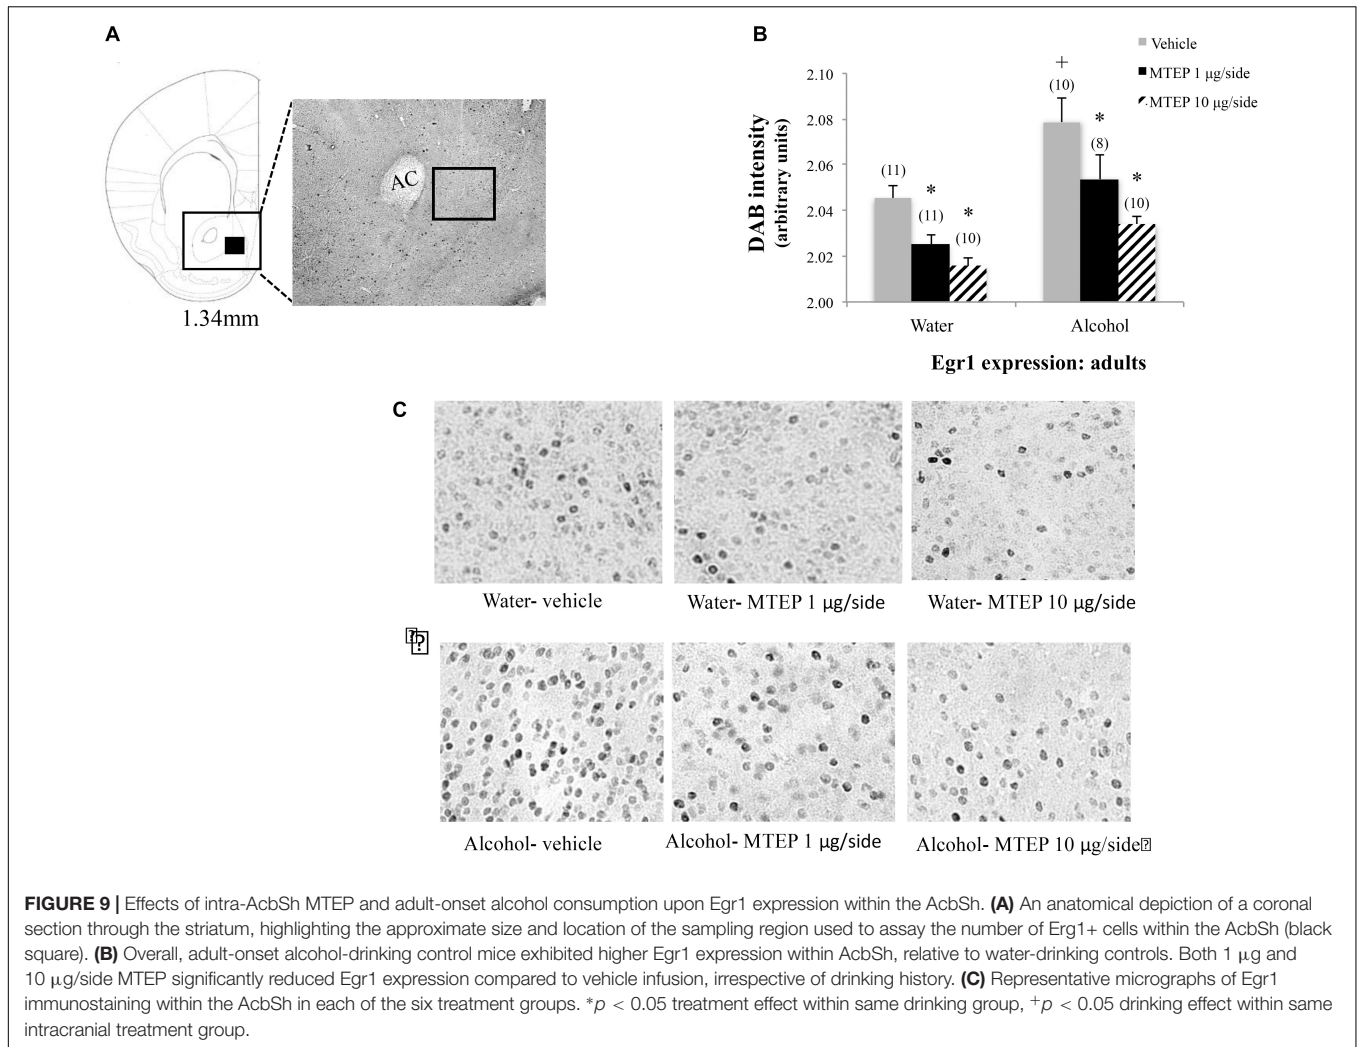 A
AC
1.34mm
B
Vehicle
MTEP 1 μg/side
MTEP 10 μg/side
DAB intensity
(arbitrary units)
2.10
2.08
2.06
2.04
2.02
2.00
(11)
*
(11)
*
(10)
+
(10)
*
(8)
*
(10)
Water
Alcohol
Egr1 expression: adults
C
Water- vehicle
Water- MTEP 1 μg/side
Water- MTEP 10 μg/side
Alcohol- vehicle
Alcohol- MTEP 1 μg/side
Alcohol- MTEP 10 μg/side
FIGURE 9 | Effects of intra-AcbSh MTEP and adult-onset alcohol consumption upon Egr1 expression within the AcbSh. (A) An anatomical depiction of a coronal
section through the striatum, highlighting the approximate size and location of the sampling region used to assay the number of Erg1+ cells within the AcbSh (black
square). (B) Overall, adult-onset alcohol-drinking control mice exhibited higher Egr1 expression within AcbSh, relative to water-drinking controls. Both 1 μg and
10 μg/side MTEP significantly reduced Egr1 expression compared to vehicle infusion, irrespective of drinking history. (C) Representative micrographs of Egr1
immunostaining within the AcbSh in each of the six treatment groups. *p < 0.05 treatment effect within same drinking group, +p < 0.05 drinking effect within same
intracranial treatment group.